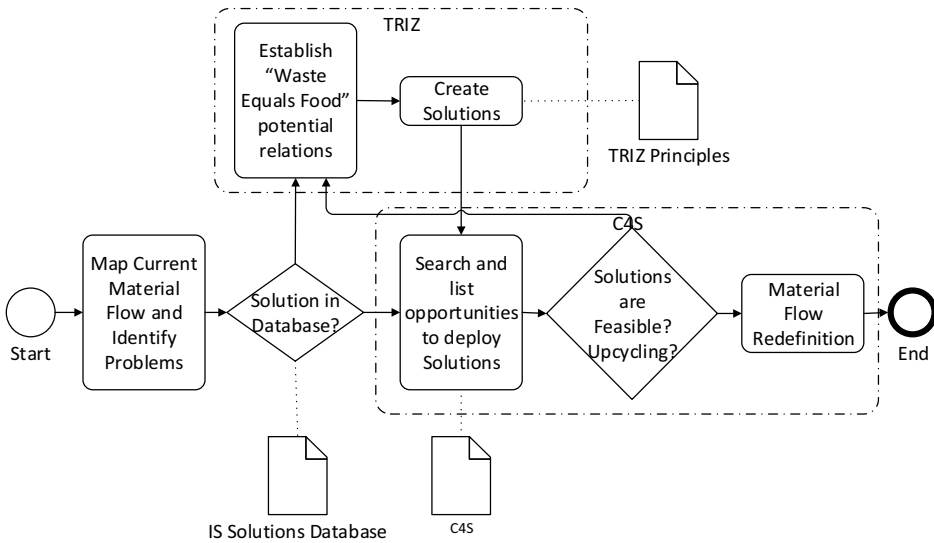 TRIZ
Establish
“Waste
Equals Food”
potential
relations
Create
Solutions
TRIZ Principles
C4S
Start
Map Current
Material
Flow and
Identify
Problems
Solution in
Database?
Search and
list
opportunities
to deploy
Solutions
Solutions
are
Feasible?
Upcycling?
Material
Flow
Redefinition
End
IS Solutions Database
C4S